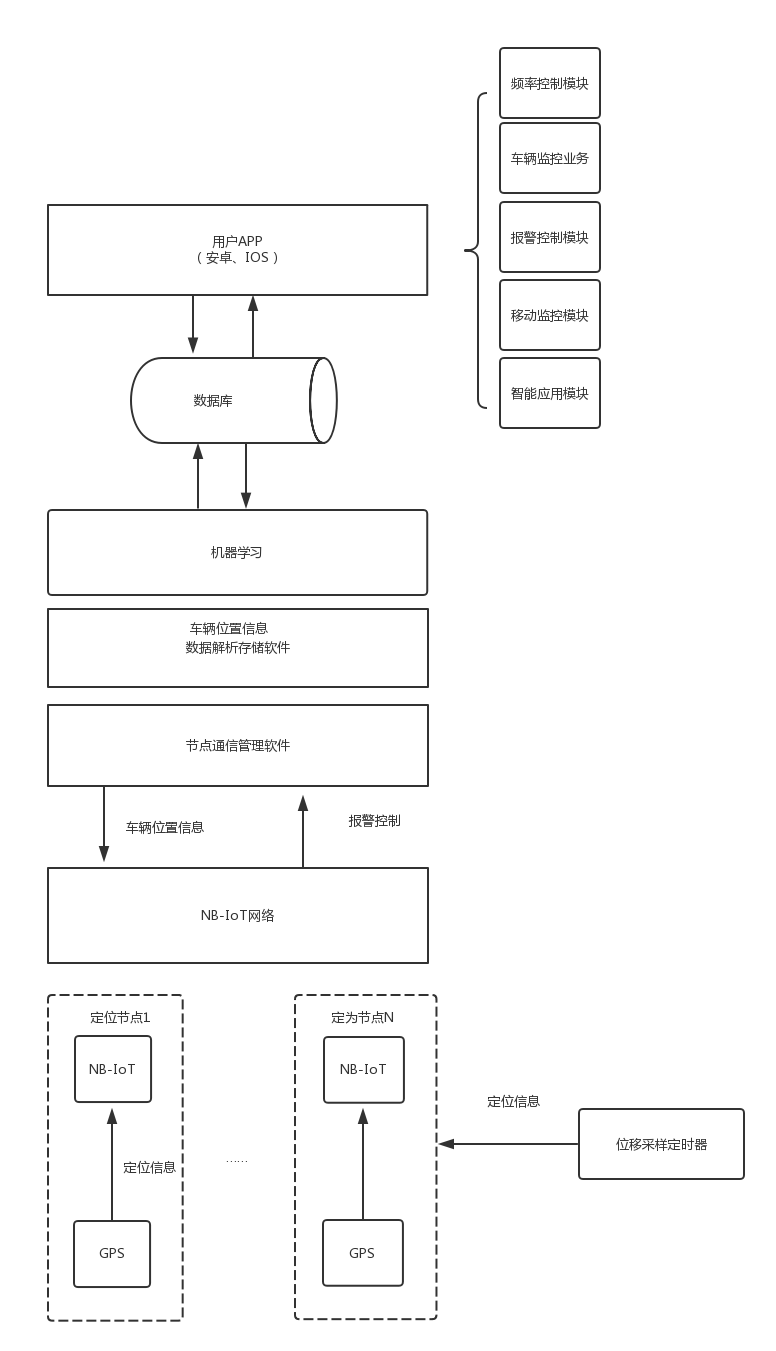 频率控制模块
车辆监控业务
报警控制模块
移动监控模块
智能应用模块
用户APP
（安卓、IOS）
数据库
机器学习
车辆位置信息
数据解析存储软件
节点通信管理软件
车辆位置信息
报警控制
NB-IoT网络
定位节点1
NB-IoT
定位信息
GPS
......
定为节点N
NB-IoT
GPS
定位信息
位移采样定时器